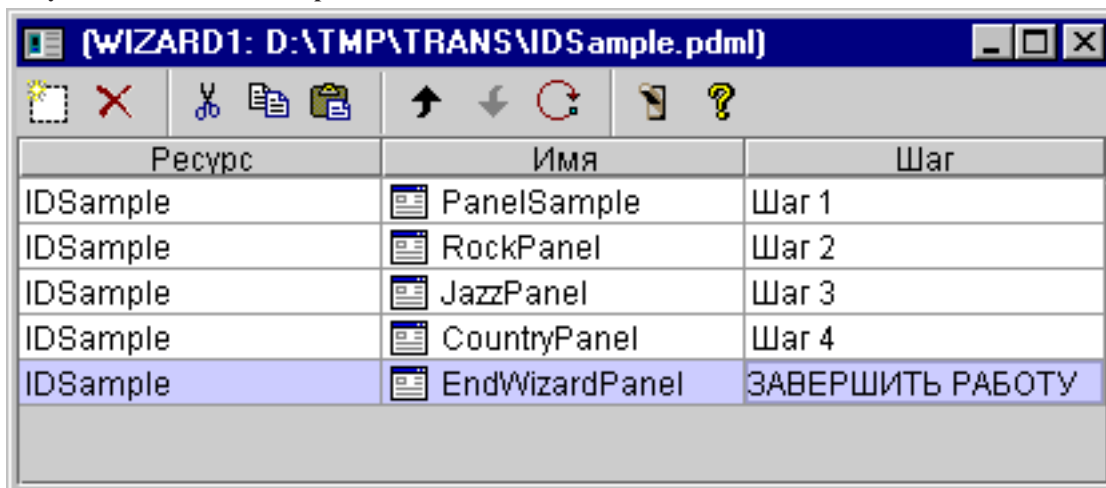 (WIZARD1: D:\TMP\TRANS\IDSample.pdml)
Ресурс Имя Шаг
IDSample PanelSample Шаг 1
IDSample RockPanel Шаг 2
IDSample JazzPanel Шаг 3
IDSample CountryPanel Шаг 4
IDSample EndWizardPanel ЗАВЕРШИТЬ РАБОТУ